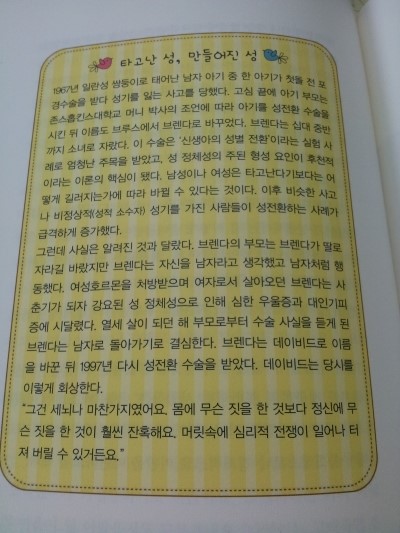 타고난 성, 만들어진 성
1967년 일란성 쌍둥이로 태어난 남자 아기 중 한 아기가 첫돌 전 포
경수술을 받다 성기를 잃는 사고를 당했다. 고심 끝에 아기 부모는
존스홉킨스대학교 머니 박사의 조언에 따라 아기를 성전환 수술을
시킨 뒤 이름도 브루스에서 브렌다로 바꾸었다. 브렌다는 십대 중반
까지 소녀로 자랐다. 이 수술은 '신생아의 성별 전환'이라는 실험 사
례로 엄청난 주목을 받았고, 성 정체성의 주된 형성 요인이 후천적
이라는 이론의 핵심이 됐다. 남성이나 여성은 타고난다기보다는 어
떻게 길러지는가에 따라 바뀔 수 있다는 것이다. 이후 비슷한 사고
나 비정상적(성적 소수자) 성기를 가진 사람들이 성전환하는 사례가
급격하게 증가했다.
그런데 사실은 알려진 것과 달랐다. 브렌다의 부모는 브렌다가 딸로
자라길 바랐지만 브렌다는 자신을 남자라고 생각했고 남자처럼 행
동했다. 여성호르몬을 처방받으며 여자로서 살아오던 브렌다는 사
춘기가 되자 강요된 성 정체성으로 인해 심한 우울증과 대인기피
증에 시달렸다. 열세 살이 되던 해 부모로부터 수술 사실을 듣게 된
브렌다는 남자로 돌아가기로 결심한다. 브렌다는 데이비드로 이름
을 바꾼 뒤 1997년 다시 성전환 수술을 받았다. 데이비드는 당시를
이렇게 회상한다.
"그건 세뇌나 마찬가지였어요. 몸에 무슨 짓을 한 것보다 정신에 무
슨 짓을 한 것이 훨씬 잔혹해요. 머릿속에 심리적 전쟁이 일어나 터
져 버릴 수 있거든요."